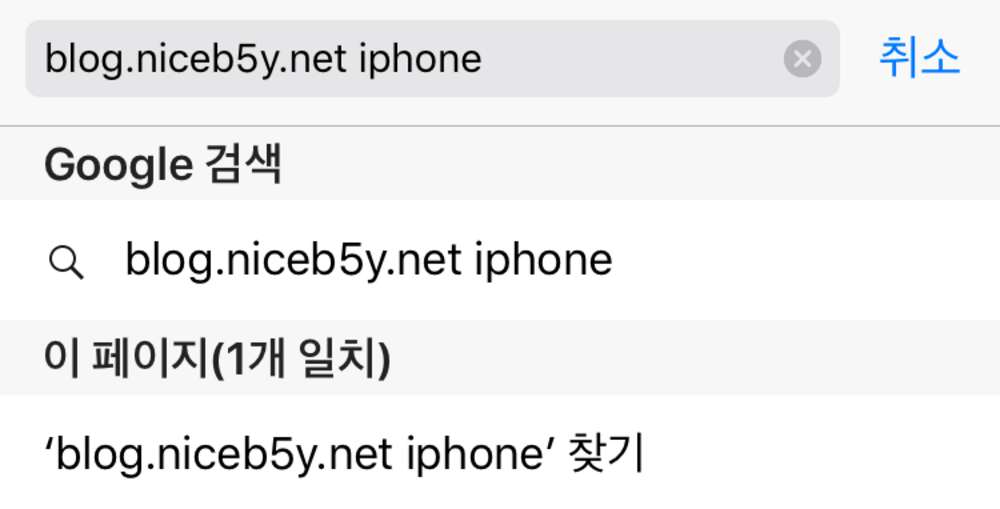 blog.niceb5y.net iphone 취소
Google 검색
blog.niceb5y.net iphone
이 페이지(1개 일치)
‘blog.niceb5y.net iphone’ 찾기